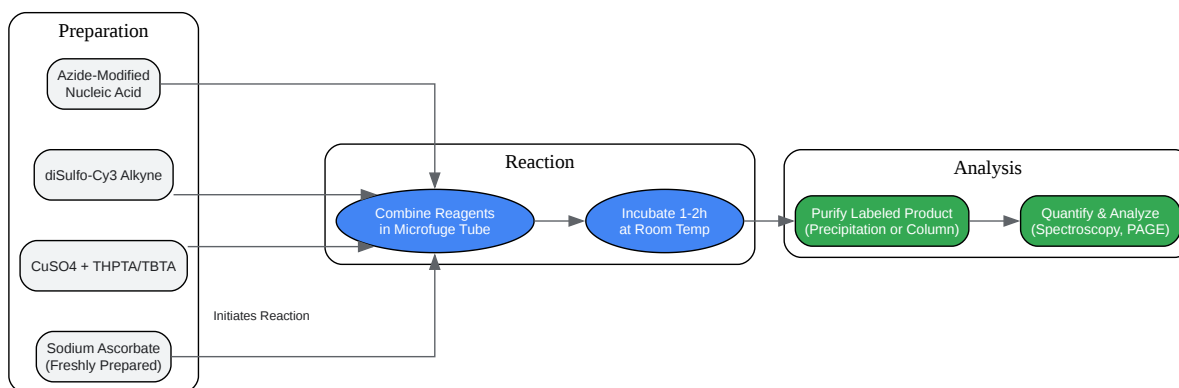 Preparation
Azide-Modified
Nucleic Acid
diSulfo-Cy3 Alkyne
CuSO4 + THPTA/TBTA
Sodium Ascorbate
(Freshly Prepared)
Initiates Reaction
Reaction
Combine Reagents
in Microfuge Tube
Incubate 1-2h
at Room Temp
Analysis
Purify Labeled Product
(Precipitation or Column)
Quantify & Analyze
(Spectroscopy, PAGE)